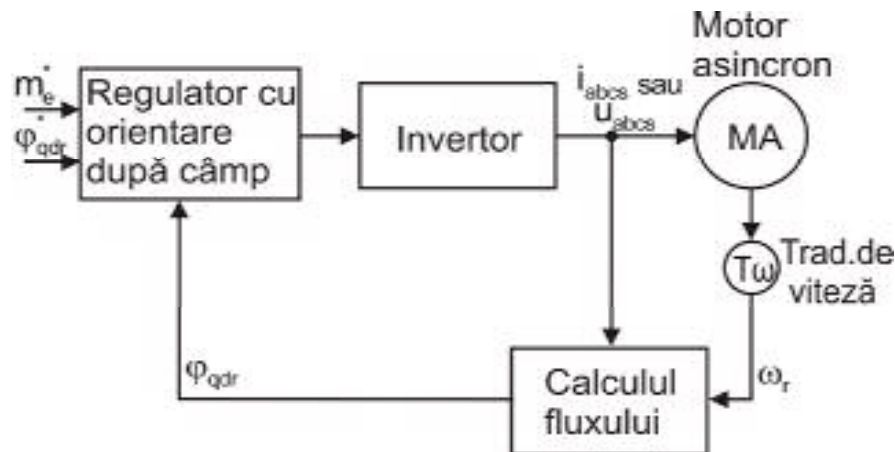 Motor
asincron
m*e
φ*qdr
Regulator cu
orientare
după câmp
Invertor
iabcs sau
uabcs
MA
Tω
Trad.de
viteză
φqdr
Calculul
fluxului
ωr